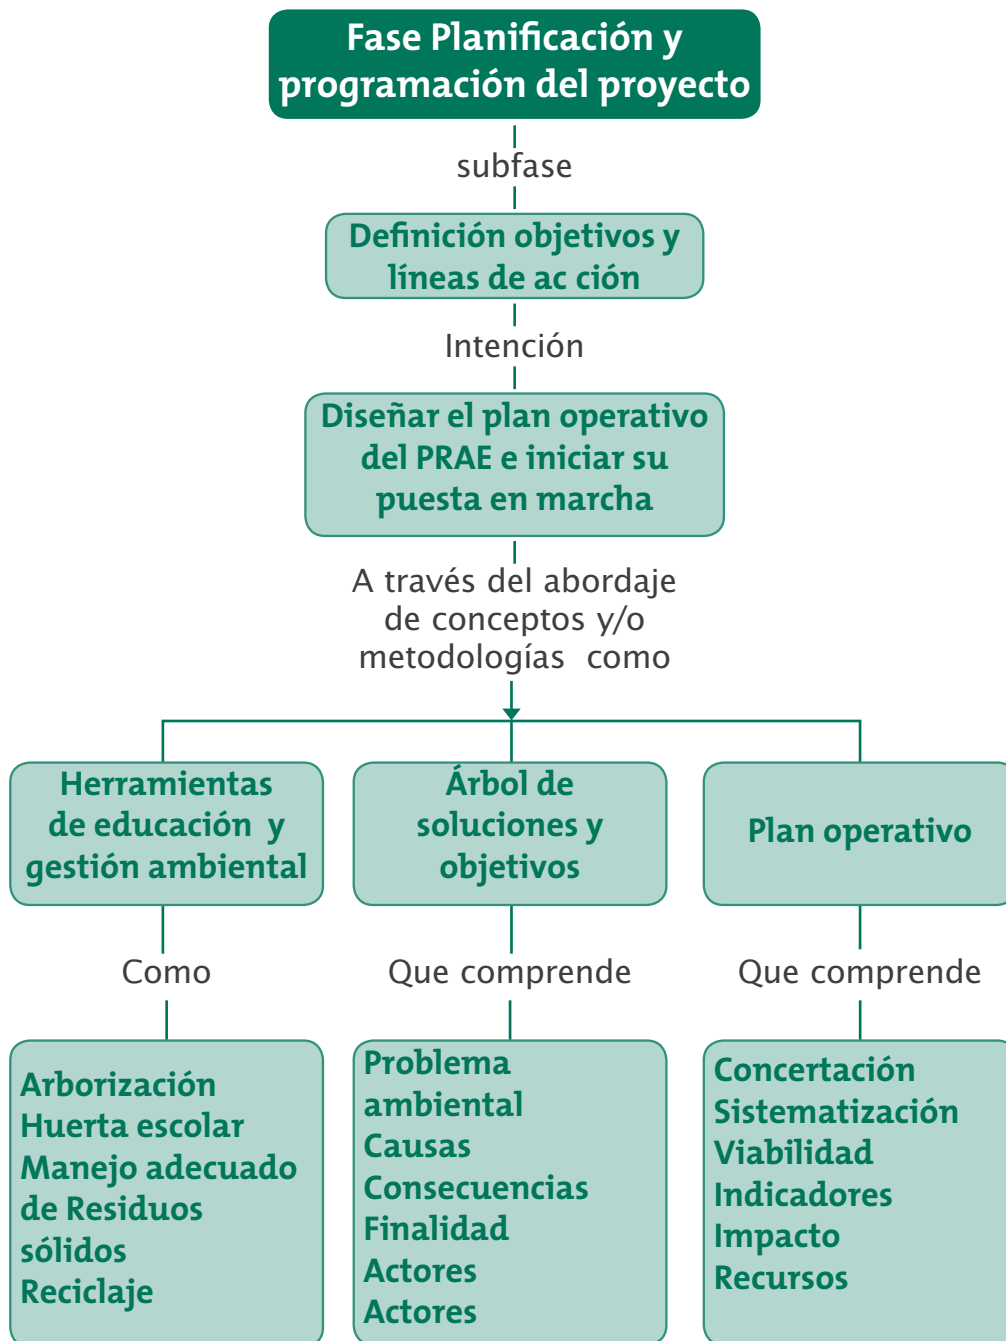 Fase Planificación y
programación del proyecto
subfase
Definición objetivos y
líneas de ac ción
Intención
Diseñar el plan operativo
del PRAE e iniciar su
puesta en marcha
A través del abordaje
de conceptos y/o
metodologías como
Herramientas
de educación y
gestión ambiental
Árbol de
soluciones y
objetivos
Plan operativo
Como
Que comprende
Que comprende
Arborización
Huerta escolar
Manejo adecuado
de Residuos
sólidos
Reciclaje
Problema
ambiental
Causas
Consecuencias
Finalidad
Actores
Actores
Concertación
Sistematización
Viabilidad
Indicadores
Impacto
Recursos